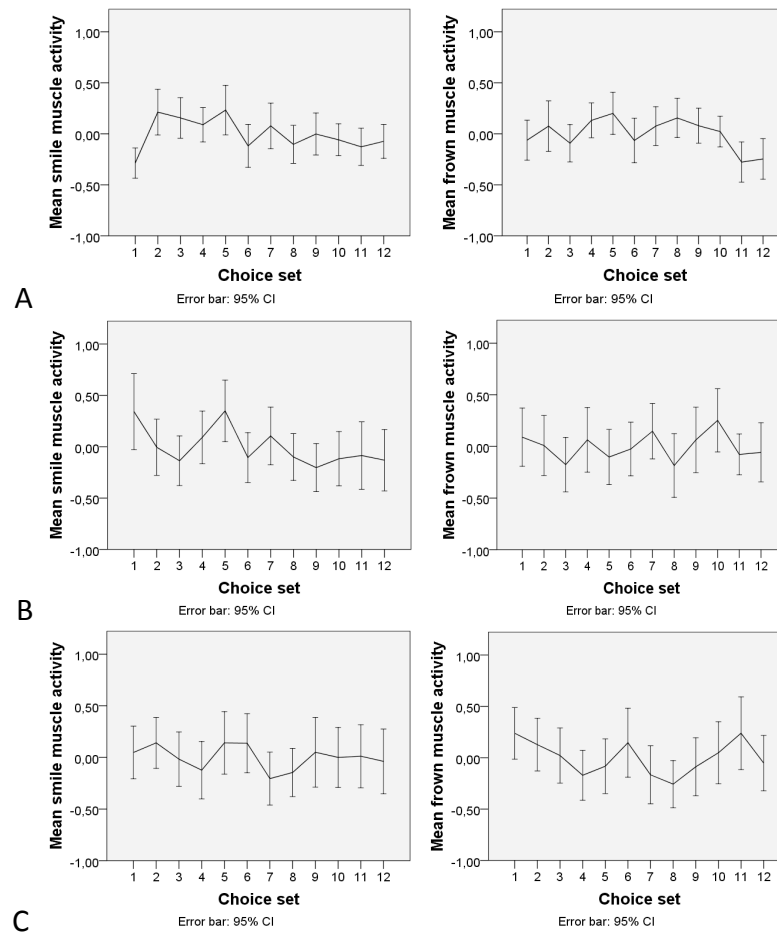 Mean smile muscle activity
1,00
0,50
0,00
-0,50
-1,00
1 2 3 4 5 6 7 8 9 10 11 12
Choice set
Error bar: 95% CI
Mean frown muscle activity
1,00
0,50
0,00
-0,50
-1,00
1 2 3 4 5 6 7 8 9 10 11 12
Choice set
Error bar: 95% CI
A
Mean smile muscle activity
1,00
0,50
0,00
-0,50
-1,00
1 2 3 4 5 6 7 8 9 10 11 12
Choice set
Error bar: 95% CI
Mean frown muscle activity
1,00
0,50
0,00
-0,50
-1,00
1 2 3 4 5 6 7 8 9 10 11 12
Choice set
Error bar: 95% CI
B
Mean smile muscle activity
1,00
0,50
0,00
-0,50
-1,00
1 2 3 4 5 6 7 8 9 10 11 12
Choice set
Error bar: 95% CI
Mean frown muscle activity
1,00
0,50
0,00
-0,50
-1,00
1 2 3 4 5 6 7 8 9 10 11 12
Choice set
Error bar: 95% CI
C